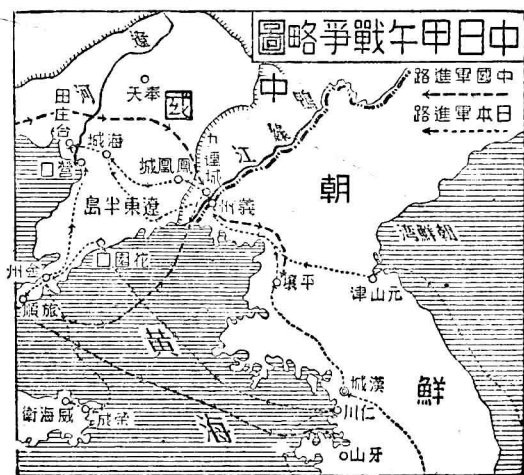 中日甲午戰爭略圖
中國軍進路
日本軍進路
遼河
奉天
中國
鴨綠江
田庄台
海城
營口
鳳凰城
九連城
遼東半島
義州
朝鮮
朝鮮湾
花園口
金州
旅順
平壤
元山津
黄海
漢城
仁川
牙山
威海衛
榮成